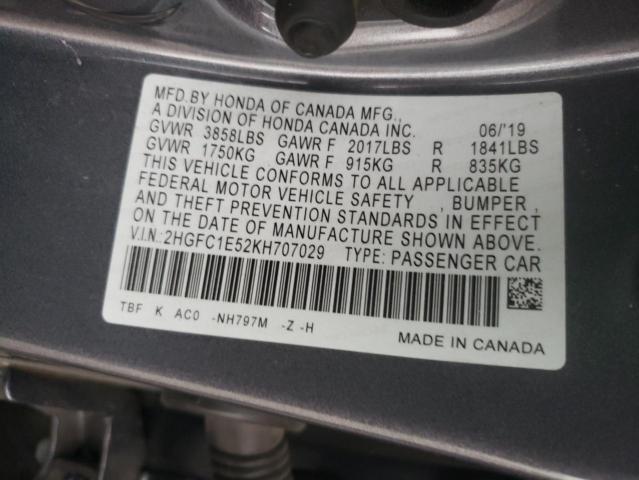 MFD. BY HONDA OF CANADA MFG.,
A DIVISION OF HONDA CANADA INC. 06/'19
GVWR 3858LBS GAWR F 2017LBS R 1841LBS
GVWR 1750KG GAWR F 915KG R 835KG
THIS VEHICLE CONFORMS TO ALL APPLICABLE
FEDERAL MOTOR VEHICLE SAFETY , BUMPER ,
AND THEFT PREVENTION STANDARDS IN EFFECT
ON THE DATE OF MANUFACTURE SHOWN ABOVE.
V.I.N.: 2HGFC1E52KH707029 TYPE: PASSENGER CAR
TBF K AC0 -NH797M -Z -H
MADE IN CANADA